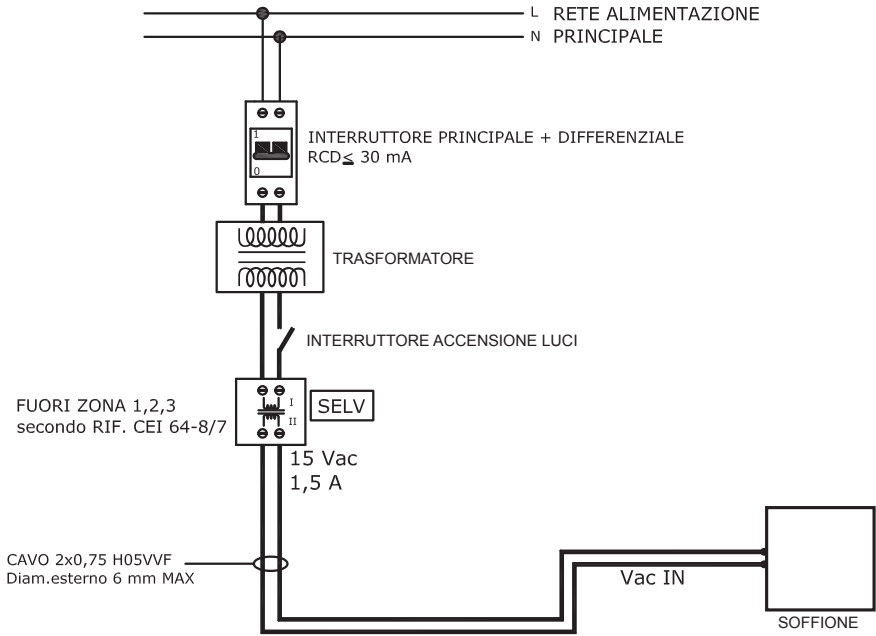 L RETE ALIMENTAZIONE
N PRINCIPALE
1
INTERRUTTORE PRINCIPALE + DIFFERENZIALE
RCD≤ 30 mA
0
TRASFORMATORE
INTERRUTTORE ACCENSIONE LUCI
FUORI ZONA 1,2,3
secondo RIF. CEI 64-8/7
I
II
SELV
15 Vac
1,5 A
CAVO 2x0,75 H05VVF
Diam.esterno 6 mm MAX
Vac IN
SOFFIONE